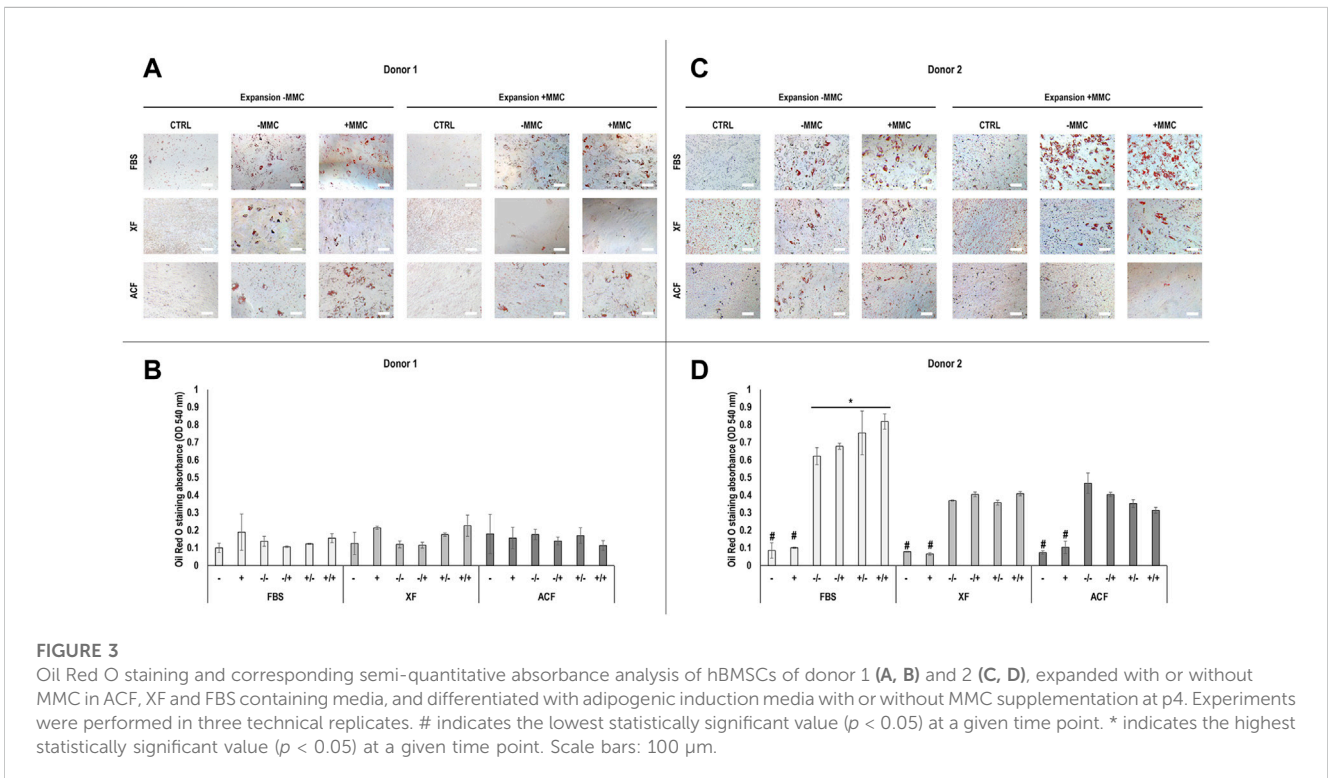 A
Donor 1
Expansion -MMC
Expansion +MMC
CTRL
-MMC
+MMC
CTRL
-MMC
+MMC
FBS
XF
ACF
C
Donor 2
Expansion -MMC
Expansion +MMC
CTRL
-MMC
+MMC
CTRL
-MMC
+MMC
FBS
XF
ACF
B
Donor 1
Oil Red O staining absorbance (OD 540 nm)
1
0.9
0.8
0.7
0.6
0.5
0.4
0.3
0.2
0.1
0
- + -/- -/+ +/- +/+ - + -/- -/+ +/- +/+ - + -/- -/+ +/- +/+
FBS XF ACF
D
Donor 2
Oil Red O staining absorbance (OD 540 nm)
1
0.9
0.8
0.7
0.6
0.5
0.4
0.3
0.2
0.1
0
*
# # # # # #
- + -/- -/+ +/- +/+ - + -/- -/+ +/- +/+ - + -/- -/+ +/- +/+
FBS XF ACF
FIGURE 3
Oil Red O staining and corresponding semi-quantitative absorbance analysis of hBMSCs of donor 1 (A, B) and 2 (C, D), expanded with or without
MMC in ACF, XF and FBS containing media, and differentiated with adipogenic induction media with or without MMC supplementation at p4. Experiments
were performed in three technical replicates. # indicates the lowest statistically significant value (p < 0.05) at a given time point. * indicates the highest
statistically significant value (p < 0.05) at a given time point. Scale bars: 100 µm.